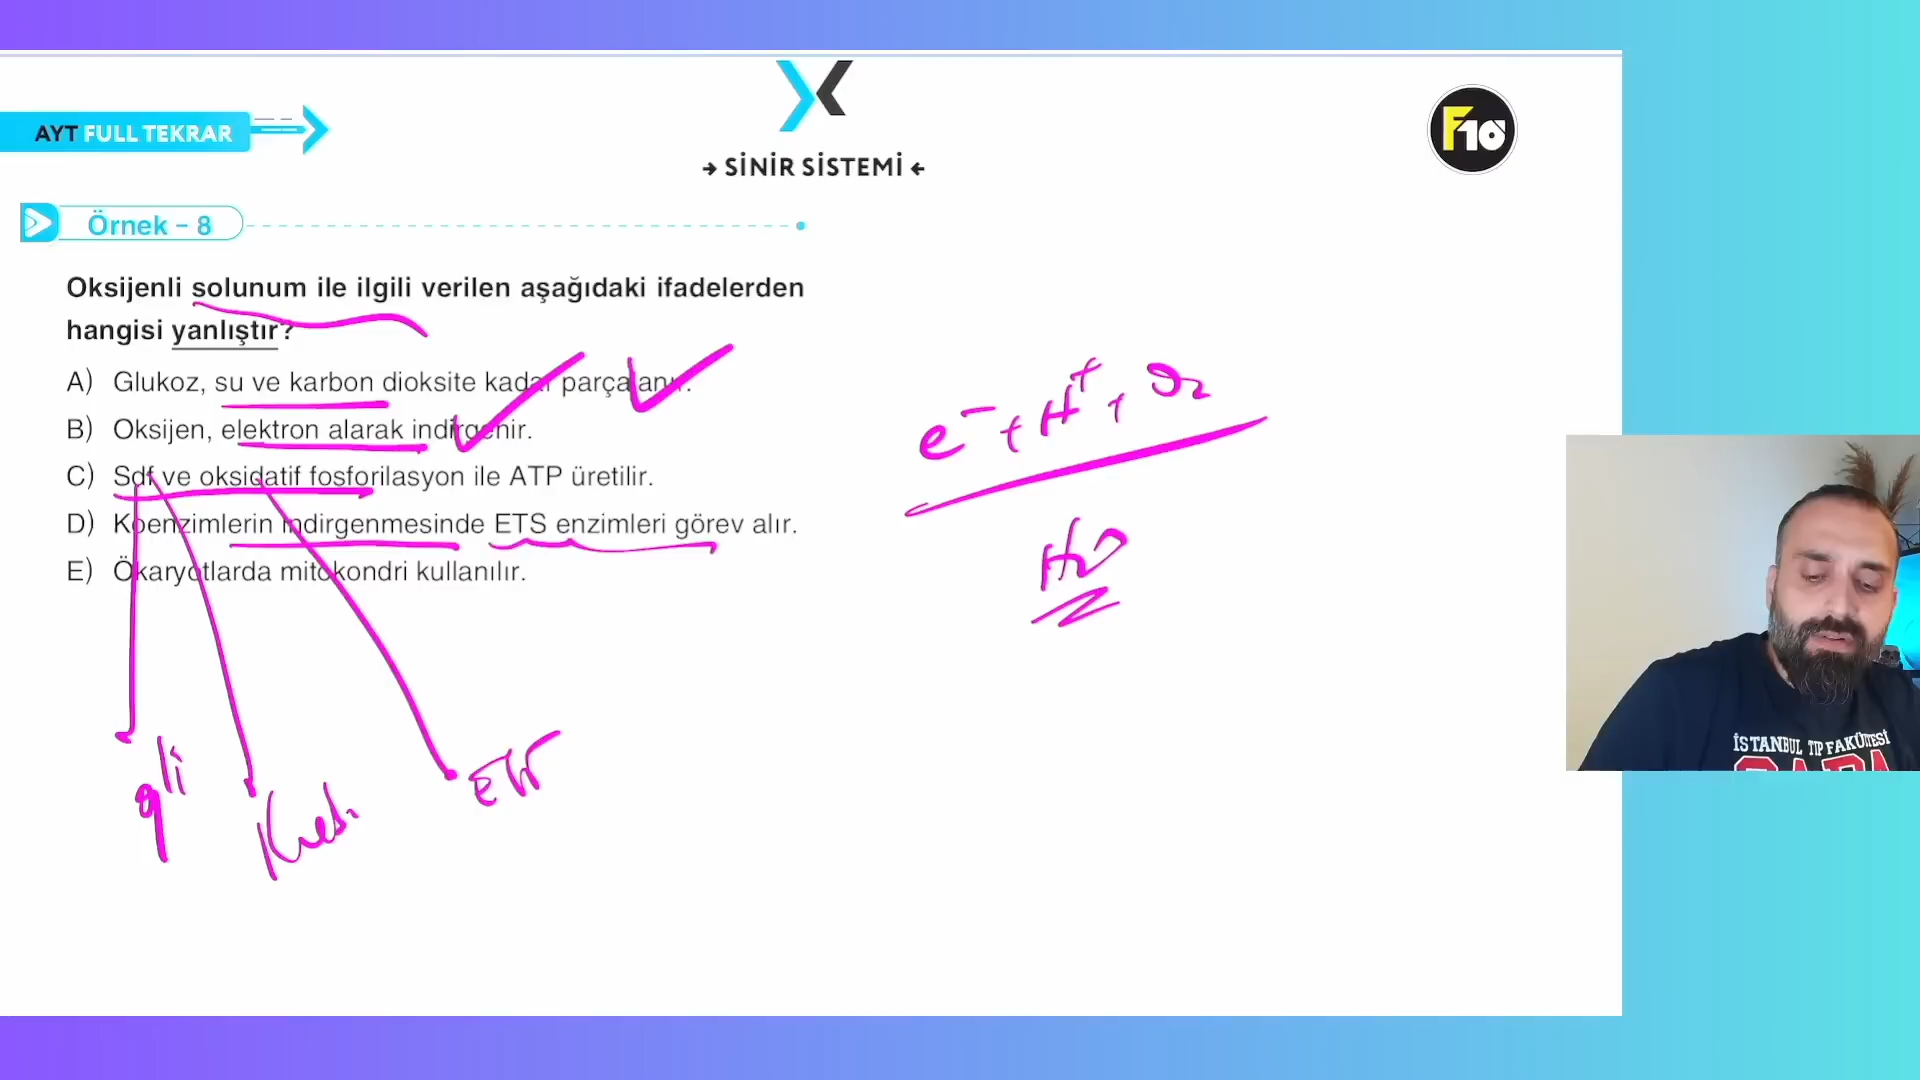 AYT FULL TEKRAR
→ SİNİR SİSTEMİ ←
F10
Örnek - 8
Oksijenli solunum ile ilgili verilen aşağıdaki ifadelerden
hangisi yanlıştır?
A) Glukoz, su ve karbon dioksite kadar parçalanır.
B) Oksijen, elektron alarak indirgenir.
C) Sdf ve oksidatif fosforilasyon ile ATP üretilir.
D) Koenzimlerin indirgenmesinde ETS enzimleri görev alır.
E) Ökaryotlarda mitokondri kullanılır.
e⁻ + H⁺ + O₂
H₂O
gli
İSTANBUL TIP FAKÜLTESİ